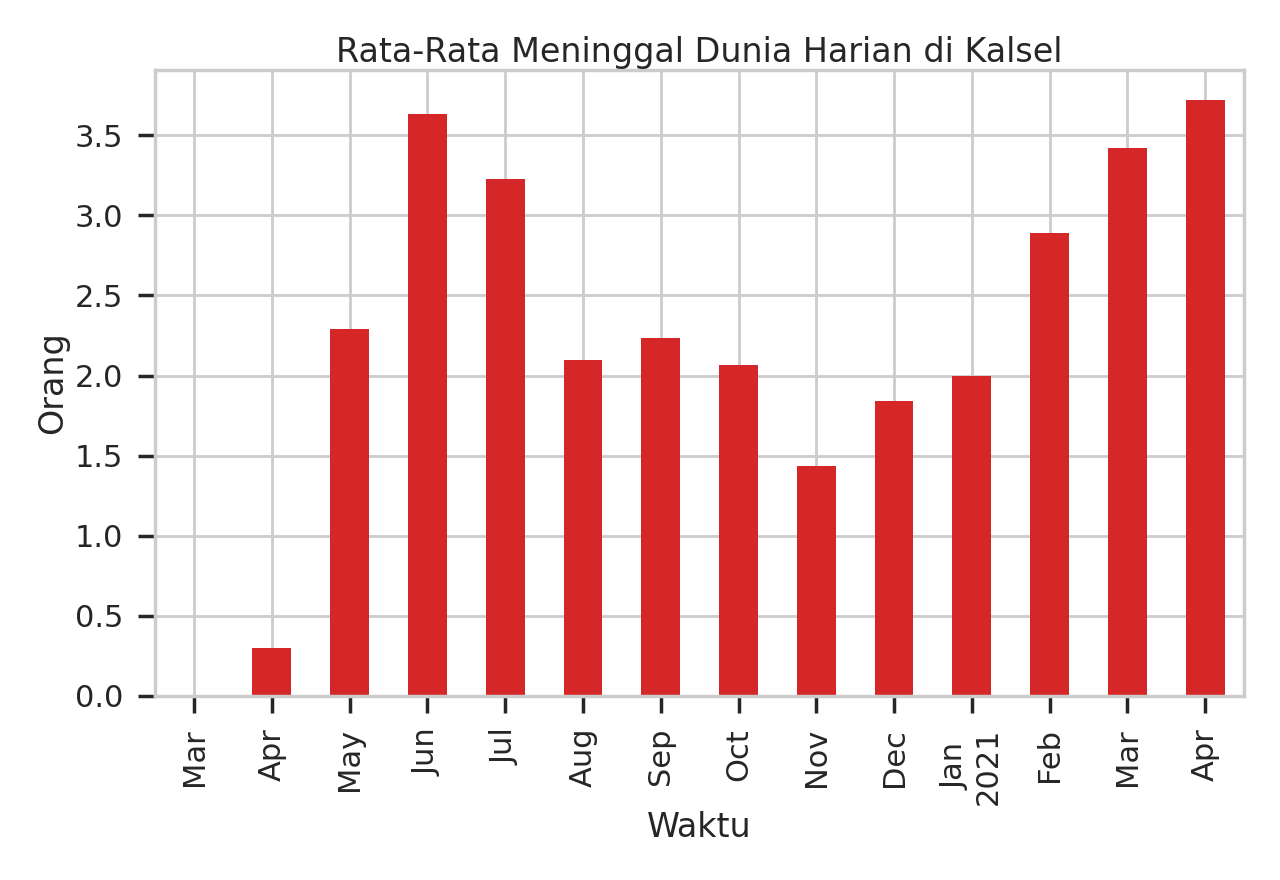 Rata-Rata Meninggal Dunia Harian di Kalsel
3.5
3.0
2.5
2.0
1.5
1.0
0.5
0.0
Orang
Mar
Apr
May
Jun
Jul
Aug
Sep
Oct
Nov
Dec
Jan
2021
Feb
Mar
Apr
Waktu